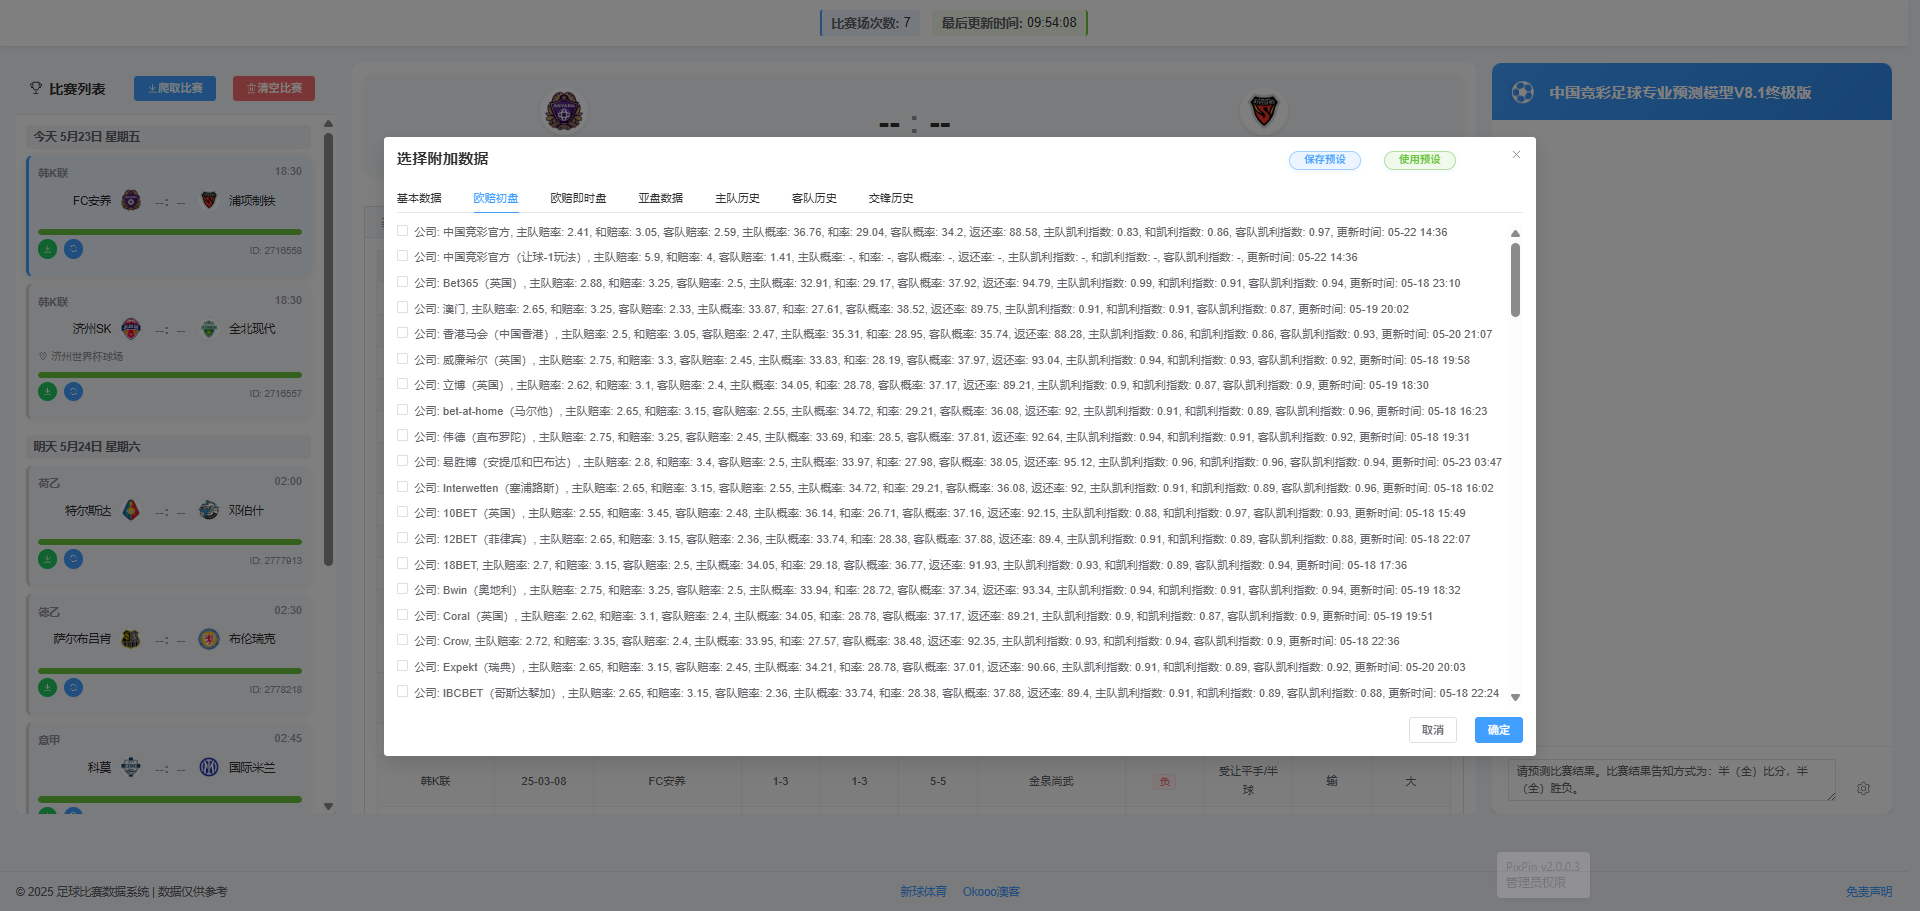 比赛场次数: 7 最后更新时间: 09:54:08
比赛列表 爬取比赛 清空比赛
今天 5月23日 星期五
韩K联 18:30
FC安养 --: -- 浦项制铁
ID: 2716558
韩K联 18:30
济州SK --: -- 全北现代
济州世界杯球场
ID: 2716557
明天 5月24日 星期六
荷乙 02:00
特尔斯达 --: -- 邓伯什
ID: 2777913
德乙 02:30
萨尔布吕肯 --: -- 布伦瑞克
ID: 2778218
意甲 02:45
科莫 --: -- 国际米兰
-- : --
中国竞彩足球专业预测模型V8.1终极版
选择附加数据 保存预设 使用预设
基本数据 欧赔初盘 欧赔即时盘 亚盘数据 主队历史 客队历史 交锋历史
公司: 中国竞彩官方, 主队赔率: 2.41, 和赔率: 3.05, 客队赔率: 2.59, 主队概率: 36.76, 和率: 29.04, 客队概率: 34.2, 返还率: 88.58, 主队凯利指数: 0.83, 和凯利指数: 0.86, 客队凯利指数: 0.97, 更新时间: 05-22 14:36
公司: 中国竞彩官方（让球-1玩法）, 主队赔率: 5.9, 和赔率: 4, 客队赔率: 1.41, 主队概率: -, 和率: -, 客队概率: -, 返还率: -, 主队凯利指数: -, 和凯利指数: -, 客队凯利指数: -, 更新时间: 05-22 14:36
公司: Bet365（英国）, 主队赔率: 2.88, 和赔率: 3.25, 客队赔率: 2.5, 主队概率: 32.91, 和率: 29.17, 客队概率: 37.92, 返还率: 94.79, 主队凯利指数: 0.99, 和凯利指数: 0.91, 客队凯利指数: 0.94, 更新时间: 05-18 23:10
公司: 澳门, 主队赔率: 2.65, 和赔率: 3.25, 客队赔率: 2.33, 主队概率: 33.87, 和率: 27.61, 客队概率: 38.52, 返还率: 89.75, 主队凯利指数: 0.91, 和凯利指数: 0.91, 客队凯利指数: 0.87, 更新时间: 05-19 20:02
公司: 香港马会（中国香港）, 主队赔率: 2.5, 和赔率: 3.05, 客队赔率: 2.47, 主队概率: 35.31, 和率: 28.95, 客队概率: 35.74, 返还率: 88.28, 主队凯利指数: 0.86, 和凯利指数: 0.86, 客队凯利指数: 0.93, 更新时间: 05-20 21:07
公司: 威廉希尔（英国）, 主队赔率: 2.75, 和赔率: 3.3, 客队赔率: 2.45, 主队概率: 33.83, 和率: 28.19, 客队概率: 37.97, 返还率: 93.04, 主队凯利指数: 0.94, 和凯利指数: 0.93, 客队凯利指数: 0.92, 更新时间: 05-18 19:58
公司: 立博（英国）, 主队赔率: 2.62, 和赔率: 3.1, 客队赔率: 2.4, 主队概率: 34.05, 和率: 28.78, 客队概率: 37.17, 返还率: 89.21, 主队凯利指数: 0.9, 和凯利指数: 0.87, 客队凯利指数: 0.9, 更新时间: 05-19 18:30
公司: bet-at-home（马尔他）, 主队赔率: 2.65, 和赔率: 3.15, 客队赔率: 2.55, 主队概率: 34.72, 和率: 29.21, 客队概率: 36.08, 返还率: 92, 主队凯利指数: 0.91, 和凯利指数: 0.89, 客队凯利指数: 0.96, 更新时间: 05-18 16:23
公司: 伟德（直布罗陀）, 主队赔率: 2.75, 和赔率: 3.25, 客队赔率: 2.45, 主队概率: 33.69, 和率: 28.5, 客队概率: 37.81, 返还率: 92.64, 主队凯利指数: 0.94, 和凯利指数: 0.91, 客队凯利指数: 0.92, 更新时间: 05-18 19:31
公司: 易胜博（安提瓜和巴布达）, 主队赔率: 2.8, 和赔率: 3.4, 客队赔率: 2.5, 主队概率: 33.97, 和率: 27.98, 客队概率: 38.05, 返还率: 95.12, 主队凯利指数: 0.96, 和凯利指数: 0.96, 客队凯利指数: 0.94, 更新时间: 05-23 03:47
公司: Interwetten（塞浦路斯）, 主队赔率: 2.65, 和赔率: 3.15, 客队赔率: 2.55, 主队概率: 34.72, 和率: 29.21, 客队概率: 36.08, 返还率: 92, 主队凯利指数: 0.91, 和凯利指数: 0.89, 客队凯利指数: 0.96, 更新时间: 05-18 16:02
公司: 10BET（英国）, 主队赔率: 2.55, 和赔率: 3.45, 客队赔率: 2.48, 主队概率: 36.14, 和率: 26.71, 客队概率: 37.16, 返还率: 92.15, 主队凯利指数: 0.88, 和凯利指数: 0.97, 客队凯利指数: 0.93, 更新时间: 05-18 15:49
公司: 12BET（菲律宾）, 主队赔率: 2.65, 和赔率: 3.15, 客队赔率: 2.36, 主队概率: 33.74, 和率: 28.38, 客队概率: 37.88, 返还率: 89.4, 主队凯利指数: 0.91, 和凯利指数: 0.89, 客队凯利指数: 0.88, 更新时间: 05-18 22:07
公司: 18BET, 主队赔率: 2.7, 和赔率: 3.15, 客队赔率: 2.5, 主队概率: 34.05, 和率: 29.18, 客队概率: 36.77, 返还率: 91.93, 主队凯利指数: 0.93, 和凯利指数: 0.89, 客队凯利指数: 0.94, 更新时间: 05-18 17:36
公司: Bwin（奥地利）, 主队赔率: 2.75, 和赔率: 3.25, 客队赔率: 2.5, 主队概率: 33.94, 和率: 28.72, 客队概率: 37.34, 返还率: 93.34, 主队凯利指数: 0.94, 和凯利指数: 0.91, 客队凯利指数: 0.94, 更新时间: 05-19 18:32
公司: Coral（英国）, 主队赔率: 2.62, 和赔率: 3.1, 客队赔率: 2.4, 主队概率: 34.05, 和率: 28.78, 客队概率: 37.17, 返还率: 89.21, 主队凯利指数: 0.9, 和凯利指数: 0.87, 客队凯利指数: 0.9, 更新时间: 05-19 19:51
公司: Crow, 主队赔率: 2.72, 和赔率: 3.35, 客队赔率: 2.4, 主队概率: 33.95, 和率: 27.57, 客队概率: 38.48, 返还率: 92.35, 主队凯利指数: 0.93, 和凯利指数: 0.94, 客队凯利指数: 0.9, 更新时间: 05-18 22:36
公司: Expekt（瑞典）, 主队赔率: 2.65, 和赔率: 3.15, 客队赔率: 2.45, 主队概率: 34.21, 和率: 28.78, 客队概率: 37.01, 返还率: 90.66, 主队凯利指数: 0.91, 和凯利指数: 0.89, 客队凯利指数: 0.92, 更新时间: 05-20 20:03
公司: IBCBET（哥斯达黎加）, 主队赔率: 2.65, 和赔率: 3.15, 客队赔率: 2.36, 主队概率: 33.74, 和率: 28.38, 客队概率: 37.88, 返还率: 89.4, 主队凯利指数: 0.91, 和凯利指数: 0.89, 客队凯利指数: 0.88, 更新时间: 05-18 22:24
取消 确定
韩K联 25-03-08 FC安养 1-3 1-3 5-5 金泉尚武 负 受让平手/半球 输 大
请预测比赛结果。比赛结果告知方式为：半（全）比分，半
（全）胜负。
PixPin v2.0.0.3
管理员权限
© 2025 足球比赛数据系统 | 数据仅供参考 新球体育 Okooo澳客 免责声明